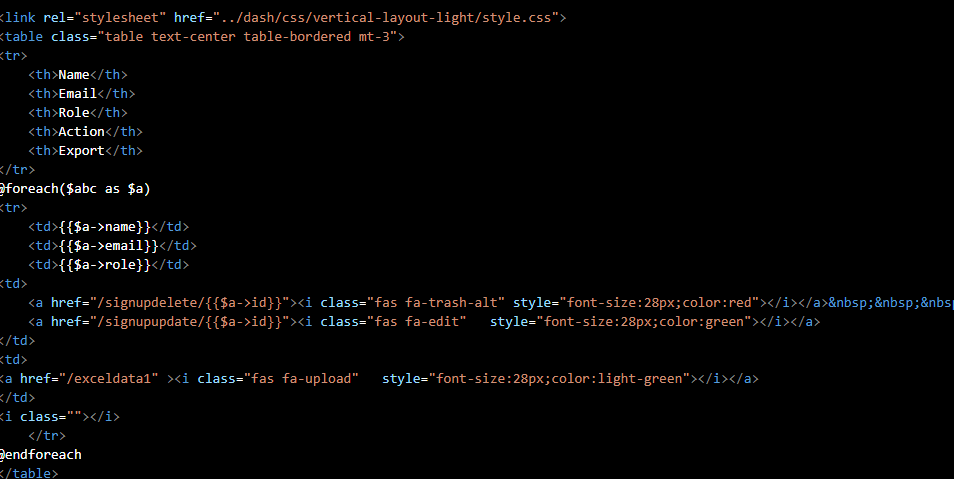 <link rel="stylesheet" href="../dash/css/vertical-layout-light/style.css">
<table class="table text-center table-bordered mt-3">
<tr>
    <th>Name</th>
    <th>Email</th>
    <th>Role</th>
    <th>Action</th>
    <th>Export</th>
</tr>
@foreach($abc as $a)
<tr>
    <td>{{$a->name}}</td>
    <td>{{$a->email}}</td>
    <td>{{$a->role}}</td>
<td>
    <a href="/signupdelete/{{$a->id}}"><i class="fas fa-trash-alt" style="font-size:28px;color:red"></i></a>&nbsp;&nbsp;&nbsp
    <a href="/signupupdate/{{$a->id}}"><i class="fas fa-edit"   style="font-size:28px;color:green"></i></a>
</td>
<td>
<a href="/exceldata1" ><i class="fas fa-upload"   style="font-size:28px;color:light-green"></i></a>
</td>
<i class=""></i>
    </tr>
@endforeach
</table>